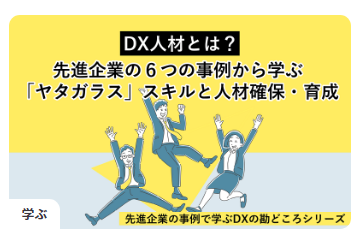 DX人材とは？
先進企業の６つの事例から学ぶ
「ヤタガラス」スキルと人材確保・育成
学ぶ
先進企業の事例で学ぶDXの勘どころシリーズ